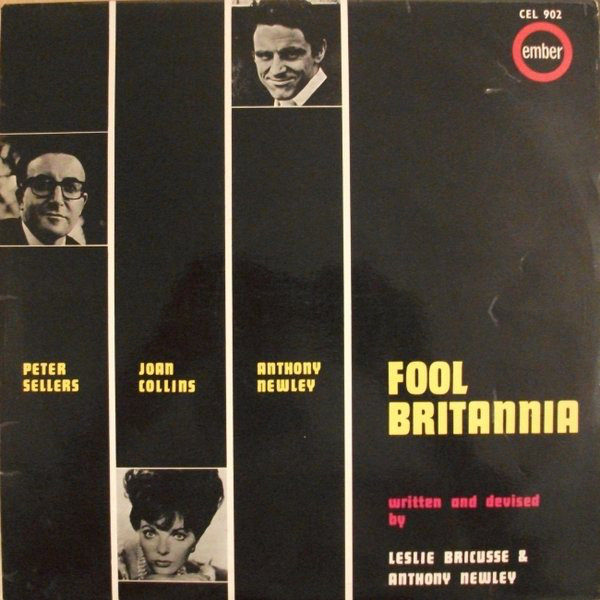 CEL 902
ember
PETER
SELLERS
JOAN
COLLINS
ANTHONY
NEWLEY
FOOL
BRITANNIA
written and devised
by
LESLIE BRICUSSE &
ANTHONY NEWLEY